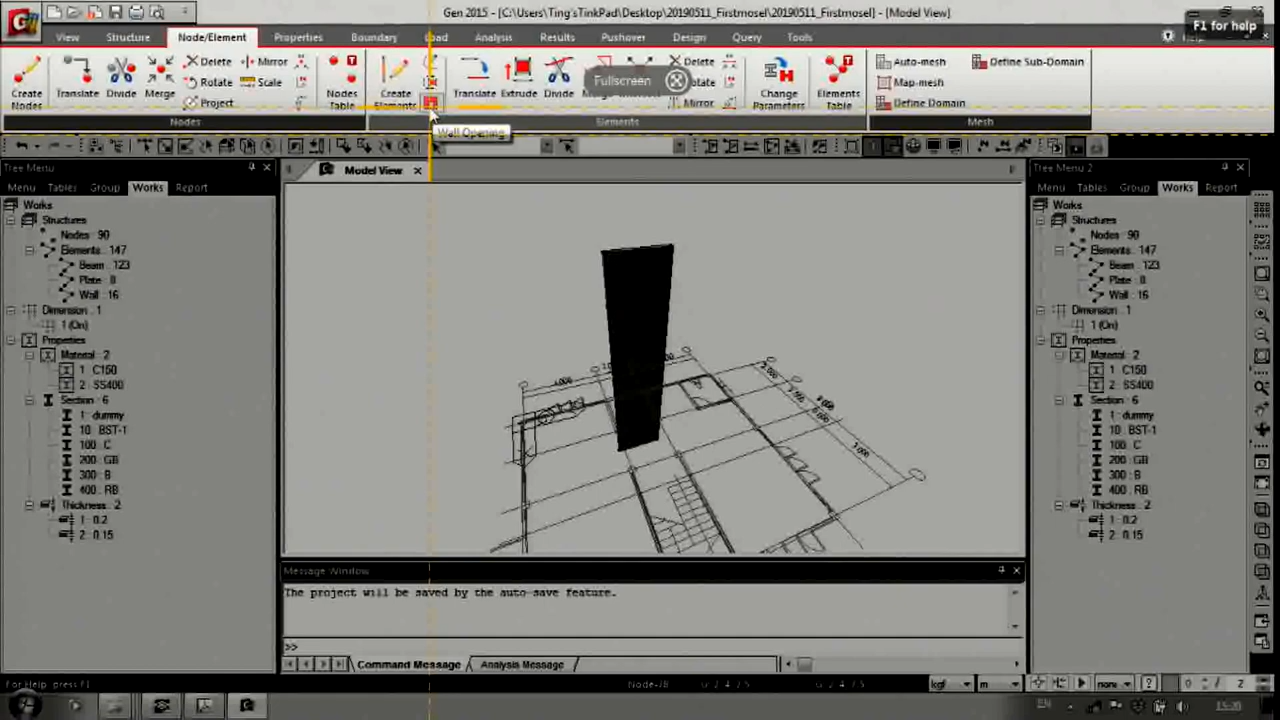 Gen 2015 - [C:\Users\Ting'sTinkPad\Desktop\20190511_Firstmosel\20190511_Firstmosel] - [Model View]
F1 for help
View Structure Node/Element Properties Boundary Load Analysis Results Pushover Design Query Tools
Help
Delete Mirror
Rotate Scale
Project
Create Nodes
Translate Divide Merge
Nodes Table
Create Elements
Translate Extrude Divide
Fullscreen
Delete
Rotate
Mirror
Change Parameters
Elements Table
Auto-mesh Define Sub-Domain
Map-mesh
Define Domain
Nodes Elements Mesh
Wall Opening
Tree Menu
Menu Tables Group Works Report
Works
Structures
Nodes : 90
Elements : 147
Beam : 123
Plate : 8
Wall : 16
Dimension : 1
1 (On)
Properties
Material : 2
1 : C150
2 : SS400
Section : 6
1 : dummy
10 : BST-1
100 : C
200 : GB
300 : B
400 : RB
Thickness : 2
1 : 0.2
2 : 0.15
Model View
Message Window
The project will be saved by the auto-save feature.
>>
Command Message Analysis Message
Tree Menu 2
Menu Tables Group Works Report
Works
Structures
Nodes : 90
Elements : 147
Beam : 123
Plate : 8
Wall : 16
Dimension : 1
1 (On)
Properties
Material : 2
1 : C150
2 : SS400
Section : 6
1 : dummy
10 : BST-1
100 : C
200 : GB
300 : B
400 : RB
Thickness : 2
1 : 0.2
2 : 0.15
For Help, press F1
Node-78
kgf m none 0 / 2
EN 15:20